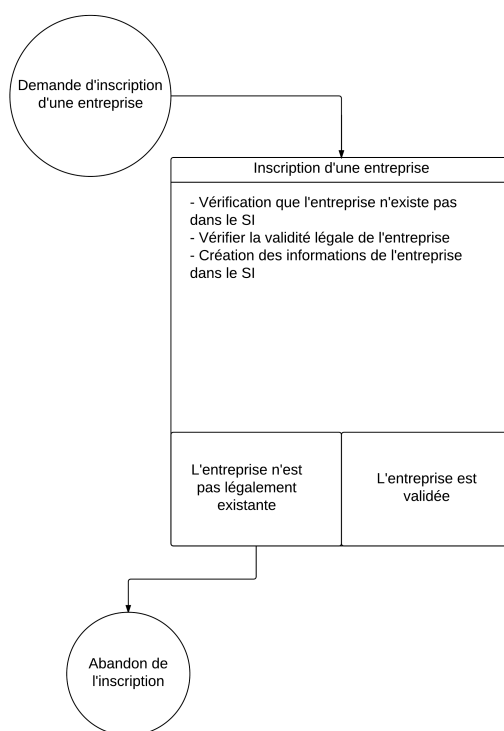 Demande d'inscription
d'une entreprise
Inscription d'une entreprise
- Vérification que l'entreprise n'existe pas
dans le SI
- Vérifier la validité légale de l'entreprise
- Création des informations de l'entreprise
dans le SI
L'entreprise n'est
pas légalement
existante
L'entreprise est
validée
Abandon de
l'inscription